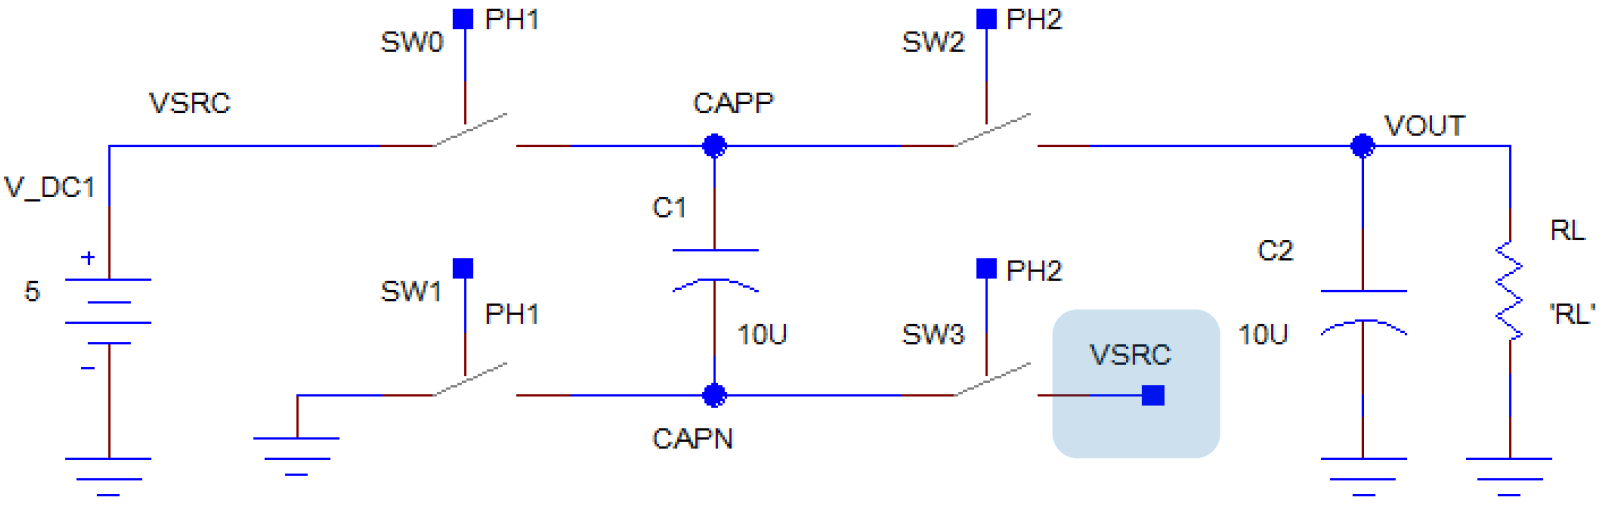 PH1
PH2
SW0
SW2
VSRC
CAPP
VOUT
V_DC1
C1
RL
+
5
C2
SW1
PH1
PH2
'RL'
10U
SW3
10U
VSRC
−
CAPN